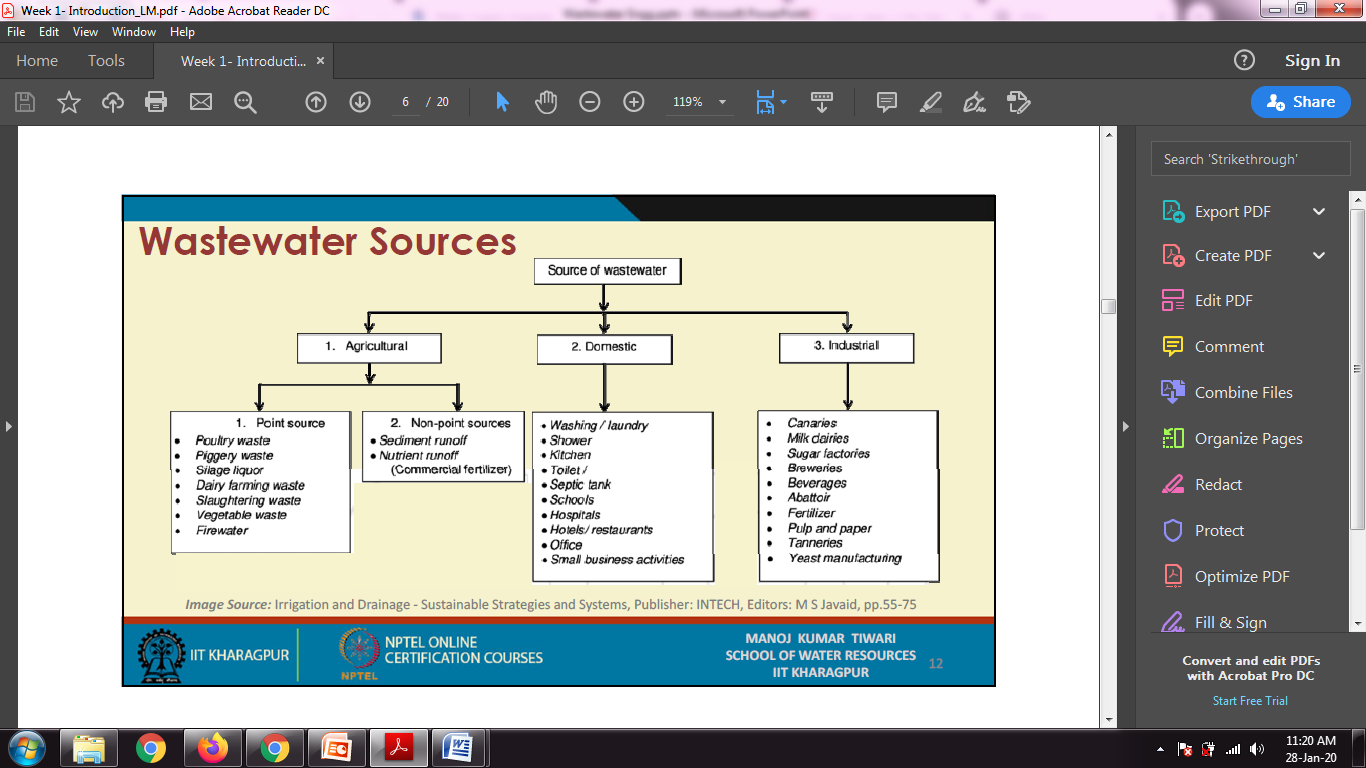 Week 1- Introduction_LM.pdf - Adobe Acrobat Reader DC
File Edit View Window Help
Home Tools Week 1- Introducti... ×
? Sign In
6 / 20
119%
Share
Wastewater Sources
Source of wastewater
1. Agricultural
2. Domestic
3. Industrial
1. Point source
• Poultry waste
• Piggery waste
• Silage liquor
• Dairy farming waste
• Slaughtering waste
• Vegetable waste
• Firewater
2. Non-point sources
• Sediment runoff
• Nutrient runoff
(Commercial fertilizer)
• Washing / laundry
• Shower
• Kitchen
• Toilet /
• Septic tank
• Schools
• Hospitals
• Hotels/ restaurants
• Office
• Small business activities
• Canaries
• Milk dairies
• Sugar factories
• Breweries
• Beverages
• Abattoir
• Fertilizer
• Pulp and paper
• Tanneries
• Yeast manufacturing
Image Source: Irrigation and Drainage - Sustainable Strategies and Systems, Publisher: INTECH, Editors: M S Javaid, pp.55-75
IIT KHARAGPUR
NPTEL
NPTEL ONLINE
CERTIFICATION COURSES
MANOJ KUMAR TIWARI
SCHOOL OF WATER RESOURCES
IIT KHARAGPUR
12
Search 'Strikethrough'
Export PDF
Create PDF
Edit PDF
Comment
Combine Files
Organize Pages
Redact
Protect
Optimize PDF
Fill & Sign
Convert and edit PDFs
with Acrobat Pro DC
Start Free Trial
11:20 AM
28-Jan-20